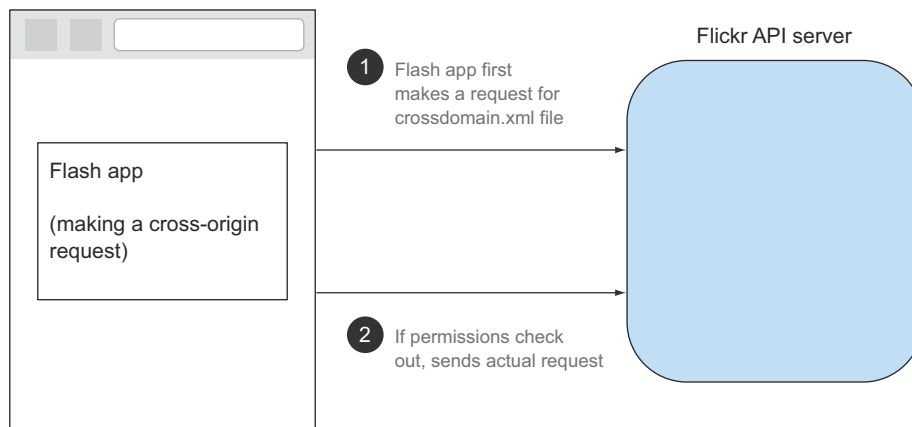 Flickr API server
1
Flash app first
makes a request for
crossdomain.xml file
Flash app
(making a cross-origin
request)
2
If permissions check
out, sends actual request